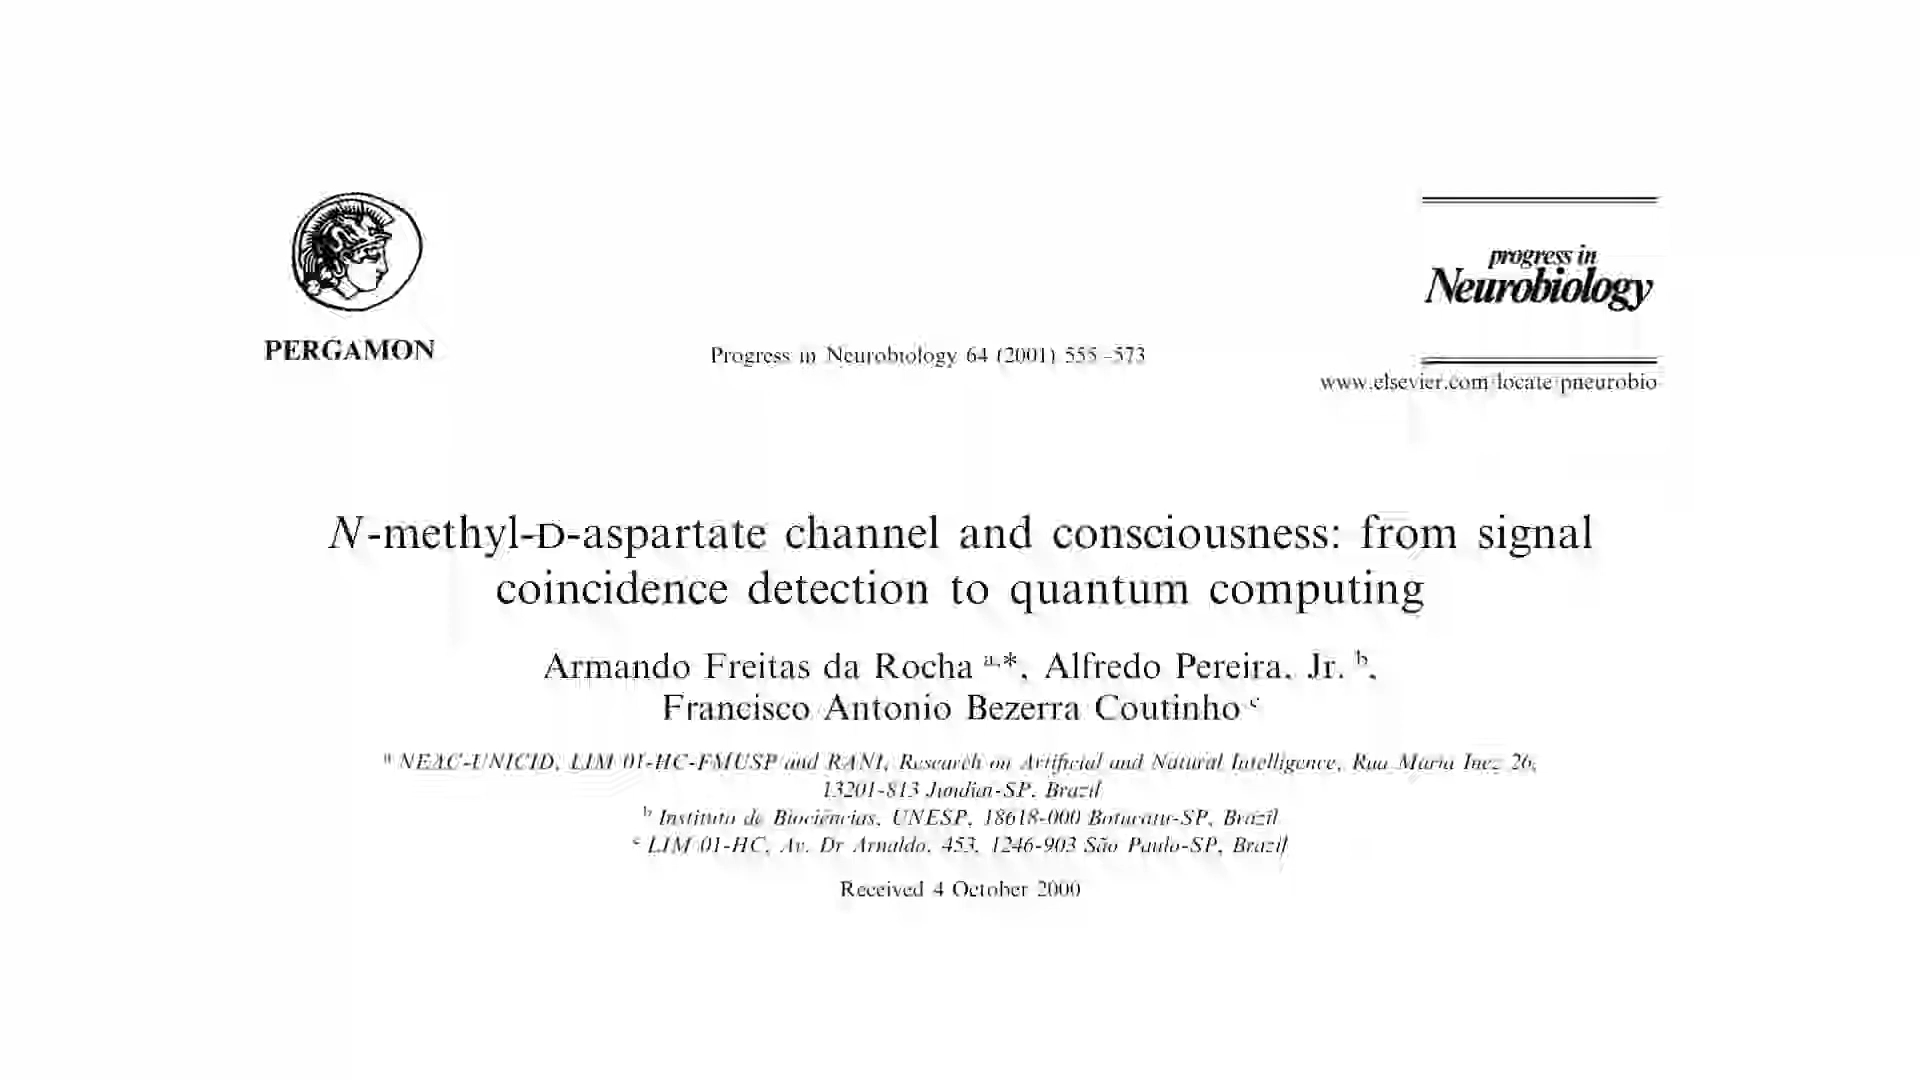 PERGAMON
Progress in Neurobiology 64 (2001) 555–573
progress in
Neurobiology
www.elsevier.com/locate/pneurobio
N-methyl-D-aspartate channel and consciousness: from signal
coincidence detection to quantum computing
Armando Freitas da Rocha a,*, Alfredo Pereira, Jr. b,
Francisco Antonio Bezerra Coutinho c
a NEAC-UNICID, LIM 01-HC-FMUSP and RANI, Research on Artificial and Natural Intelligence, Rua Maria Inez 26,
13201-813 Jundiaí-SP, Brazil
b Instituto de Biociências, UNESP, 18618-000 Botucatu-SP, Brazil
c LIM 01-HC, Av. Dr Arnaldo, 453, 1246-903 São Paulo-SP, Brazil
Received 4 October 2000